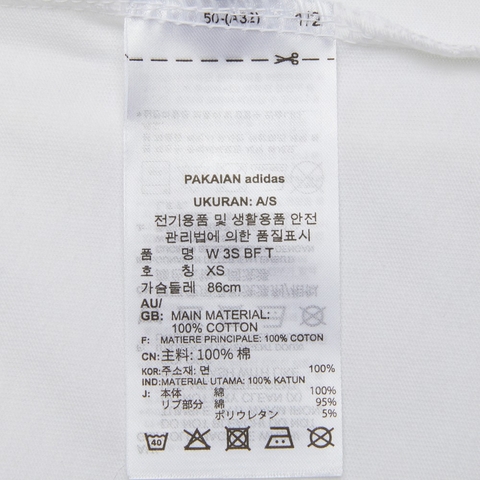 50-(A32) 1/2
PAKAIAN adidas
UKURAN: A/S
전기용품 및 생활용품 안전
관리법에 의한 품질표시
품 명 W 3S BF T
호 칭 XS
가슴둘레 86cm
AU/
GB: MAIN MATERIAL:
100% COTTON
F: MATIERE PRINCIPALE: 100% COTON
CN: 主料: 100% 棉
KOR: 주소재: 면 100%
IND: MATERIAL UTAMA: 100% KATUN
J: 本体 綿 100%
リブ部分 綿 95%
ポリウレタン 5%
40